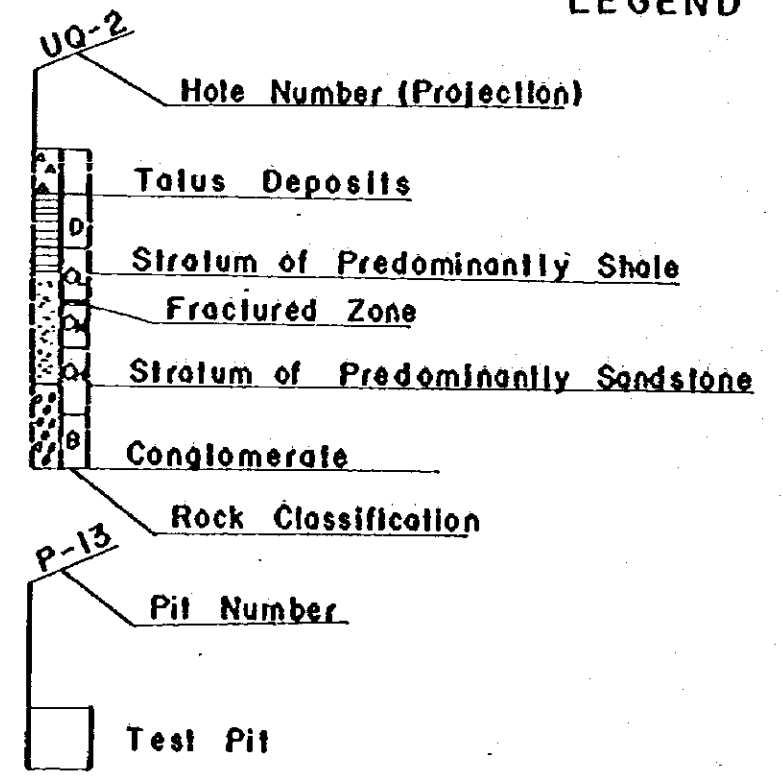 LEGEND
UQ-2
Hole Number (Projection)
Talus Deposits
D
Stratum of Predominantly Shale
Fractured Zone
Stratum of Predominantly Sandstone
B
Conglomerate
Rock Classification
P-13
Pit Number
Test Pit